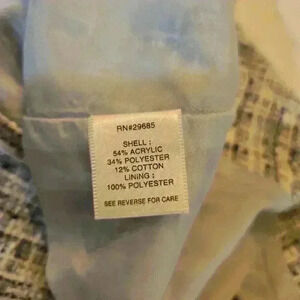 RN#29685
SHELL :
54% ACRYLIC
34% POLYESTER
12% COTTON
LINING :
100% POLYESTER
SEE REVERSE FOR CARE